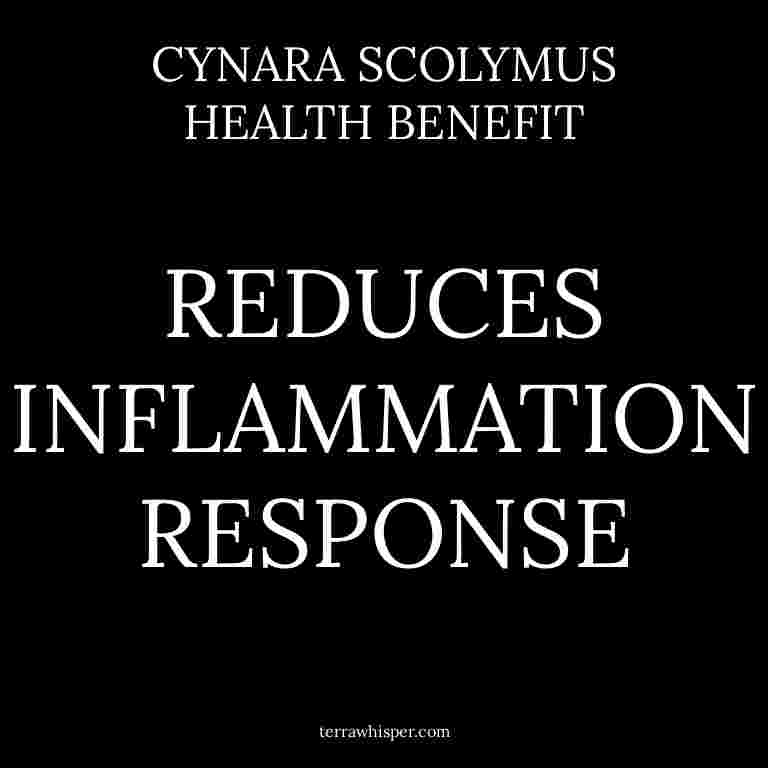 CYNARA SCOLYMUS
HEALTH BENEFIT
REDUCES
INFLAMMATION
RESPONSE
terrawhisper.com